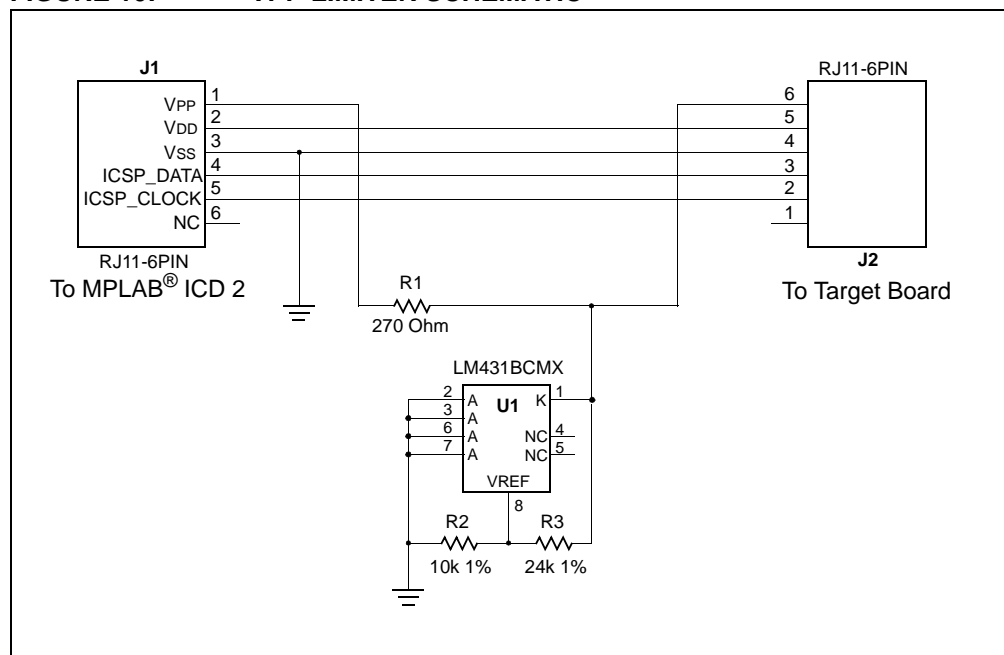 J1
RJ11-6PIN
VPP 1
VDD 2
VSS 3
ICSP_DATA 4
ICSP_CLOCK 5
NC 6
6
5
4
3
2
1
RJ11-6PIN
To MPLAB® ICD 2
J2
To Target Board
R1
270 Ohm
LM431BCMX
U1
2 A
3 A
6 A
7 A
K 1
NC 4
NC 5
VREF
8
R2
10k 1%
R3
24k 1%